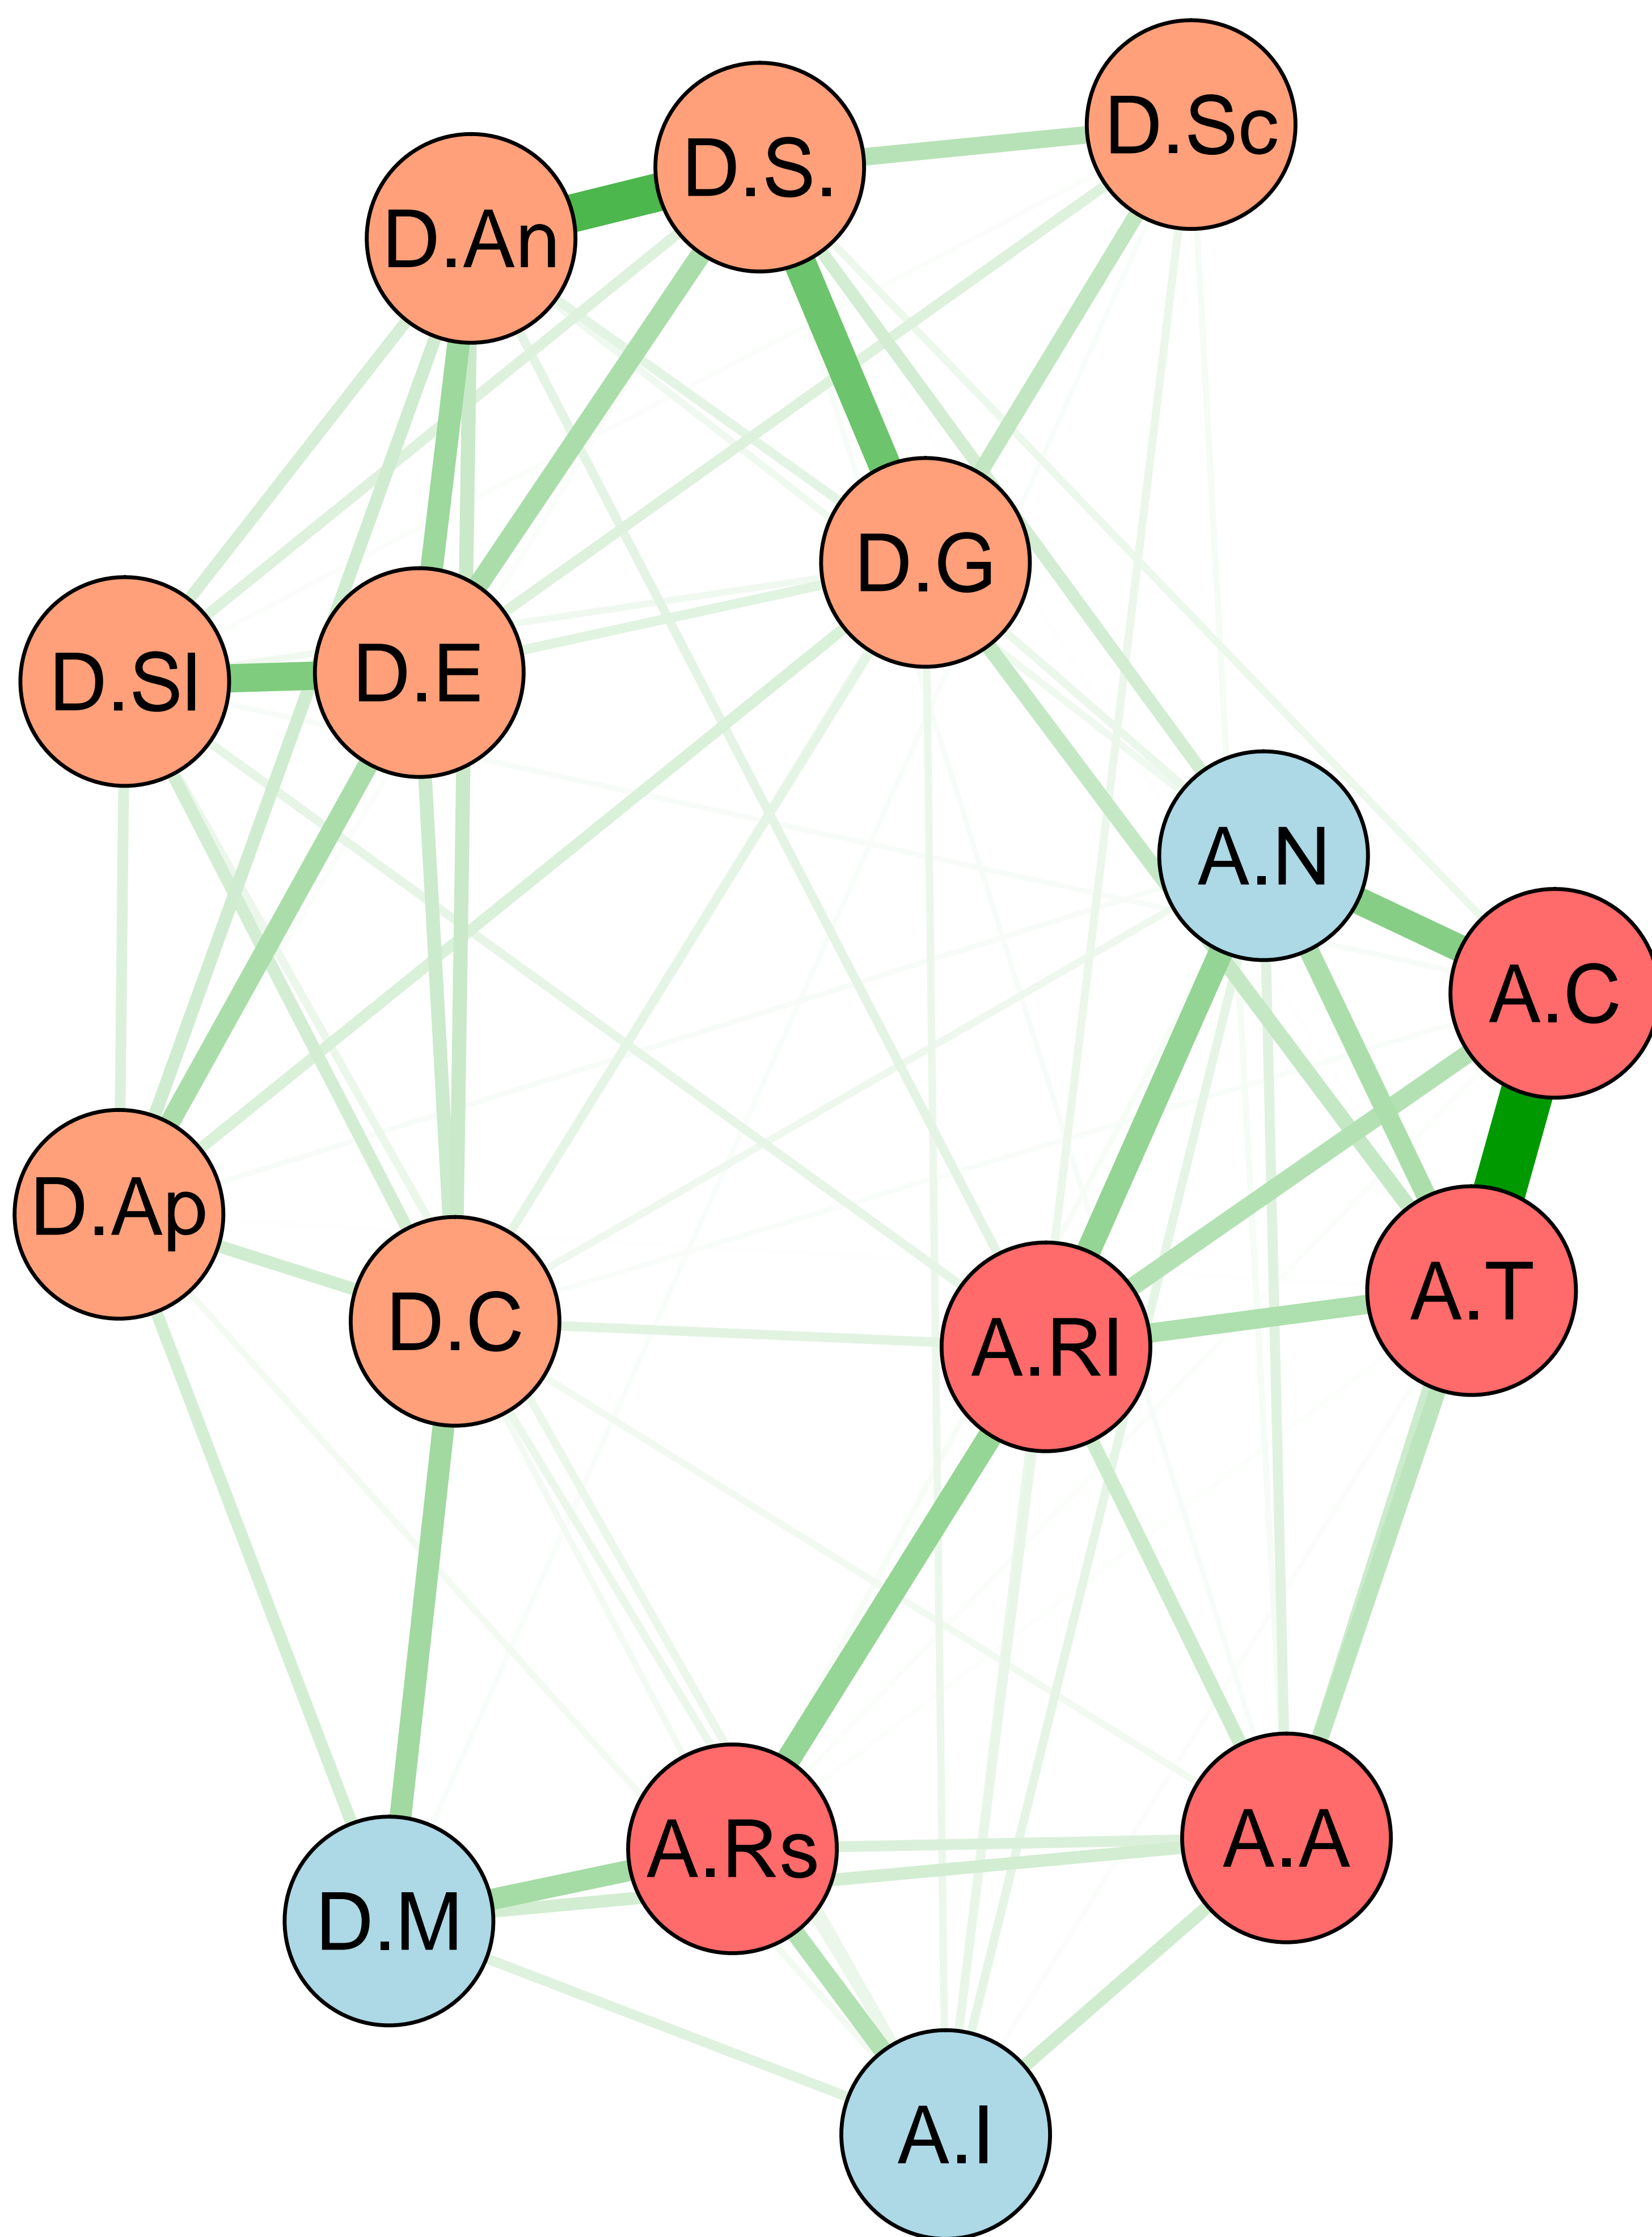 D.Sc
D.S.
D.An
D.G
D.E
D.Sl
A.N
A.C
D.Ap
A.T
D.C
A.Rl
A.A
A.Rs
D.M
A.I